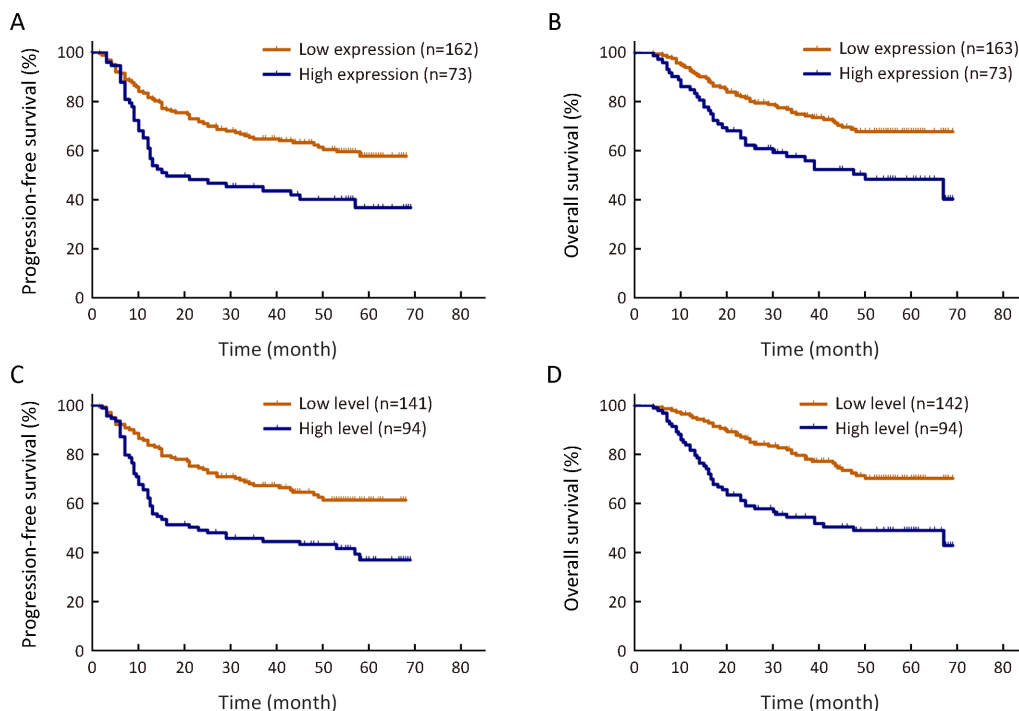 A
Progression-free survival (%)
100
80
60
40
20
0
Low expression (n=162)
High expression (n=73)
0 10 20 30 40 50 60 70 80
Time (month)
B
Overall survival (%)
100
80
60
40
20
0
Low expression (n=163)
High expression (n=73)
0 10 20 30 40 50 60 70 80
Time (month)
C
Progression-free survival (%)
100
80
60
40
20
0
Low level (n=141)
High level (n=94)
0 10 20 30 40 50 60 70 80
Time (month)
D
Overall survival (%)
100
80
60
40
20
0
Low level (n=142)
High level (n=94)
0 10 20 30 40 50 60 70 80
Time (month)